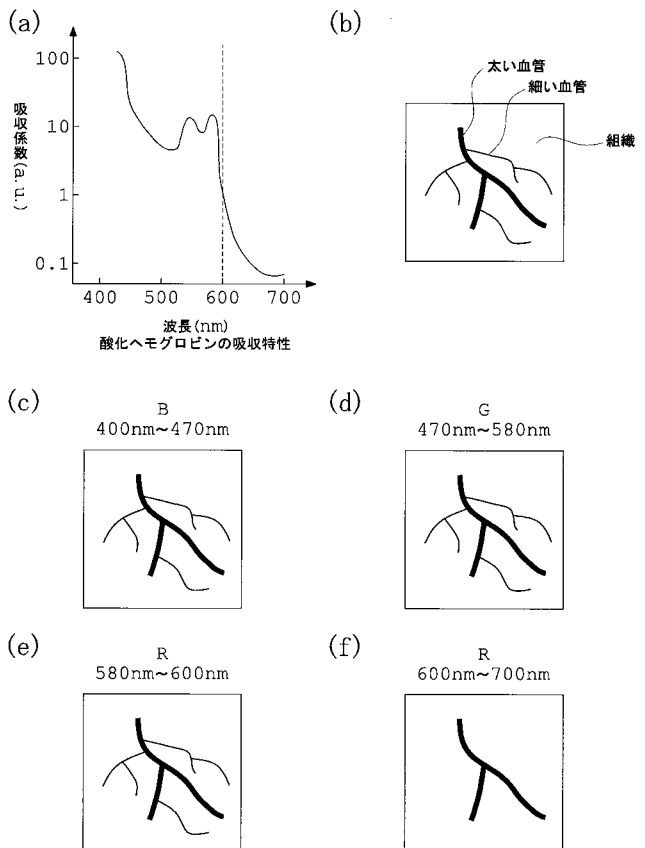 (a)
100
10
1
0.1
吸収係数(a.u.)
400 500 600 700
波長(nm)
酸化ヘモグロビンの吸収特性
(b)
太い血管
細い血管
組織
(c)
B
400nm~470nm
(d)
G
470nm~580nm
(e)
R
580nm~600nm
(f)
R
600nm~700nm